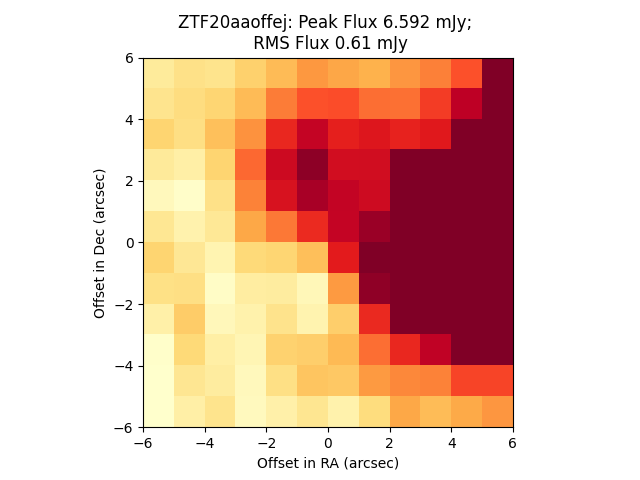 ZTF20aaoffej: Peak Flux 6.592 mJy;
RMS Flux 0.61 mJy
6
4
2
0
−2
−4
−6
Offset in Dec (arcsec)
−6 −4 −2 0 2 4 6
Offset in RA (arcsec)